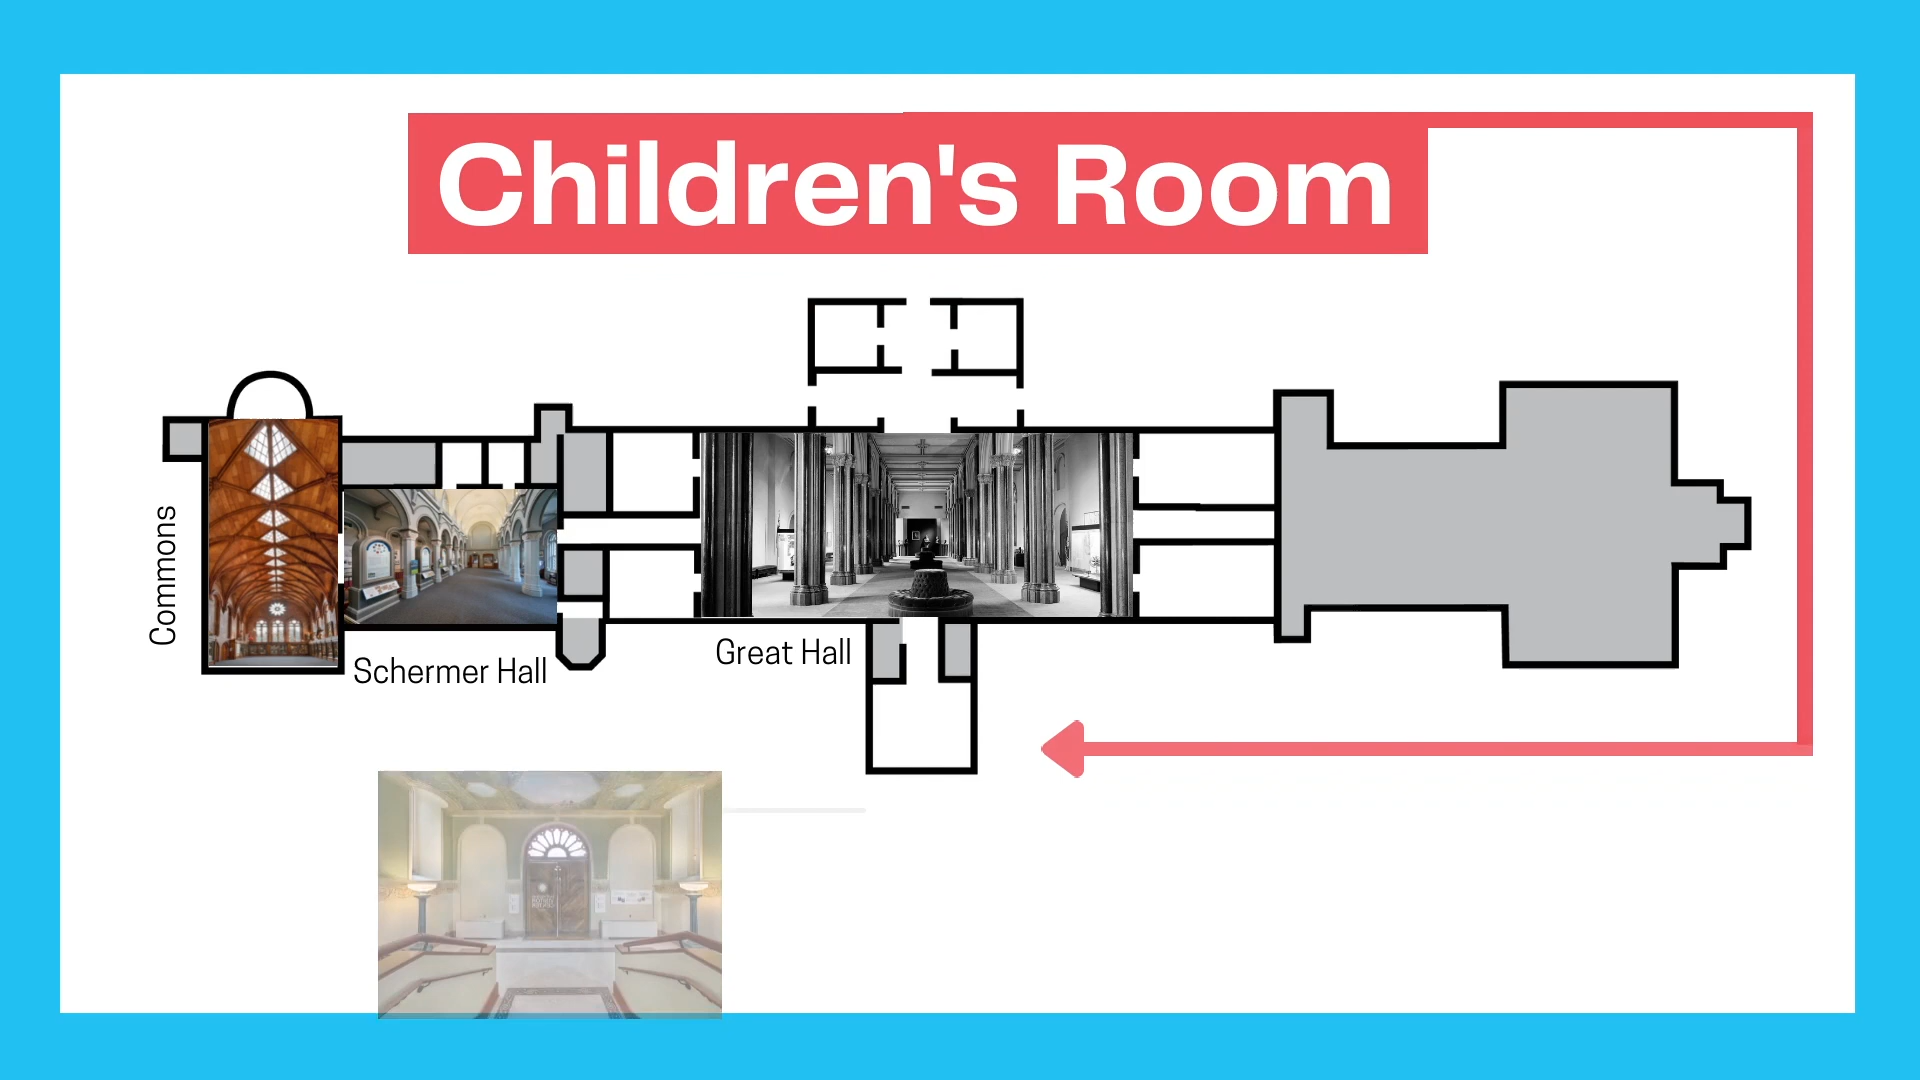 Children's Room
Commons
Schermer Hall
Great Hall